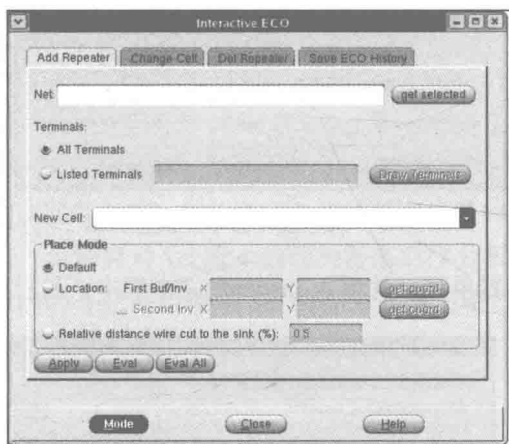 Interactive ECO
Add Repeater Change Cell Del Repeater Save ECO History
Net: get selected
Terminals:
All Terminals
Listed Terminals Draw Terminals
New Cell:
Place Mode
Default
Location: First Buf/Inv X Y get coord
Second Inv X Y get coord
Relative distance wire cut to the sink (%): 0.5
Apply Eval Eval All
Mode Close Help